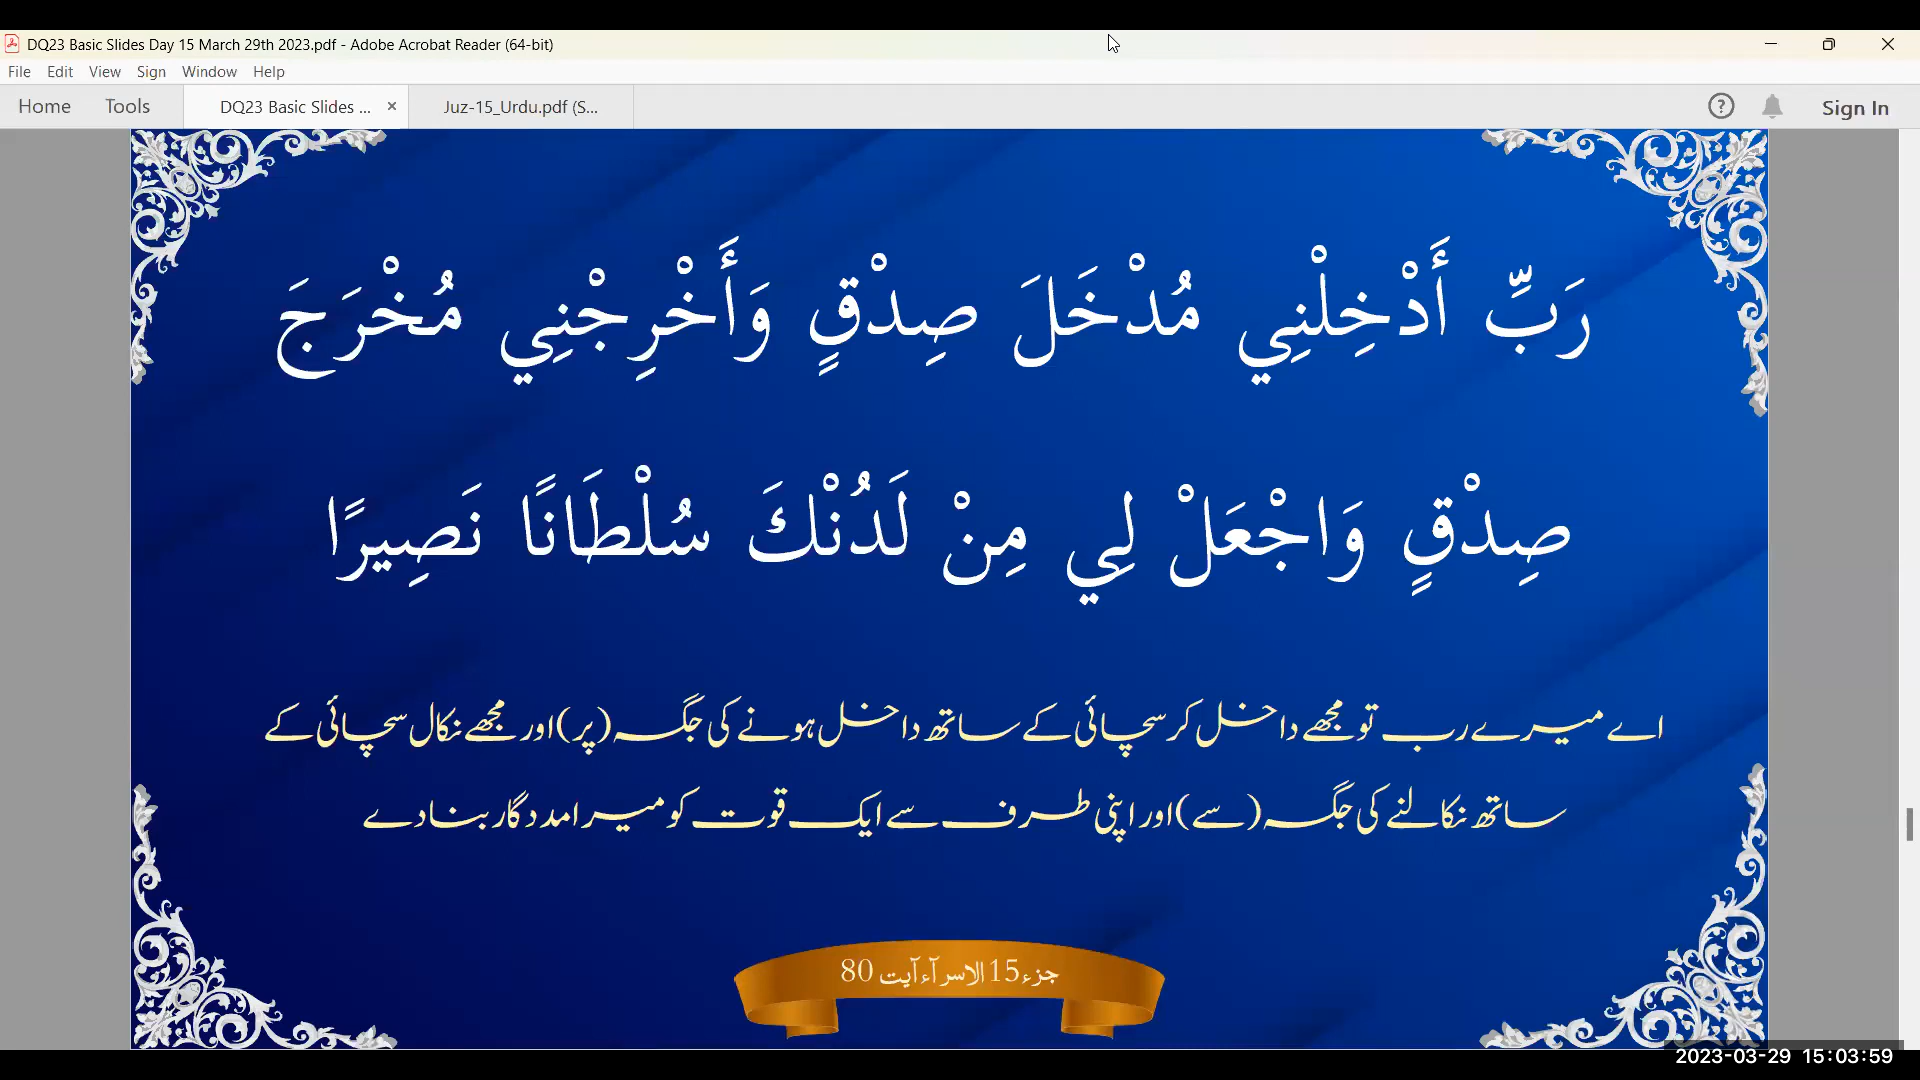 DQ23 Basic Slides Day 15 March 29th 2023.pdf - Adobe Acrobat Reader (64-bit)
File Edit View Sign Window Help
Home Tools DQ23 Basic Slides ... × Juz-15_Urdu.pdf (S... Sign In
رَبِّ أَدْخِلْنِي مُدْخَلَ صِدْقٍ وَأَخْرِجْنِي مُخْرَجَ
صِدْقٍ وَاجْعَلْ لِي مِنْ لَدُنْكَ سُلْطَانًا نَصِيرًا
اے میرے رب تو مجھے داخل کر سچائی کے ساتھ داخل ہونے کی جگہ (پر) اور مجھے نکال سچائی کے
ساتھ نکالنے کی جگہ (سے) اور اپنی طرف سے ایک قوت کو میرا مددگار بنا دے
جزء 15 الاسرآء آیت 80
2023-03-29 15:03:59